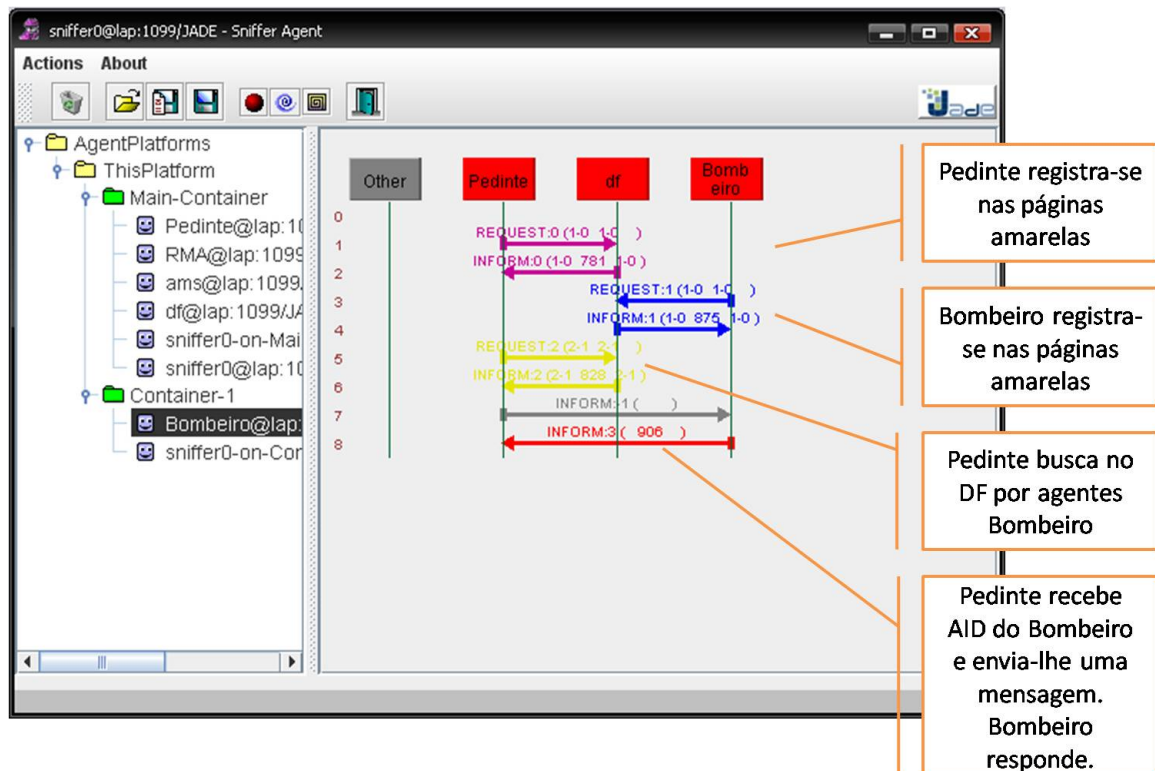 sniffer0@lap:1099/JADE - Sniffer Agent
Actions About
Jade
AgentPlatforms
ThisPlatform
Main-Container
Pedinte@lap:10
RMA@lap:1099
ams@lap:1099.
df@lap:1099/JA
sniffer0-on-Mai
sniffer0@lap:10
Container-1
Bombeiro@lap:
sniffer0-on-Cor
Other
Pedinte
df
Bomb
eiro
0
REQUEST:0 (1-0 1-0 )
1
INFORM:0 (1-0 781 1-0 )
2
REQUEST:1 (1-0 1-0 )
3
INFORM:1 (1-0 875 1-0 )
4
REQUEST:2 (2-1 2-1 )
5
INFORM:2 (2-1 828 2-1 )
6
INFORM:-1 ( )
7
INFORM:3 ( 906 )
8
Pedinte registra-se
nas páginas
amarelas
Bombeiro registra-
se nas páginas
amarelas
Pedinte busca no
DF por agentes
Bombeiro
Pedinte recebe
AID do Bombeiro
e envia-lhe uma
mensagem.
Bombeiro
responde.